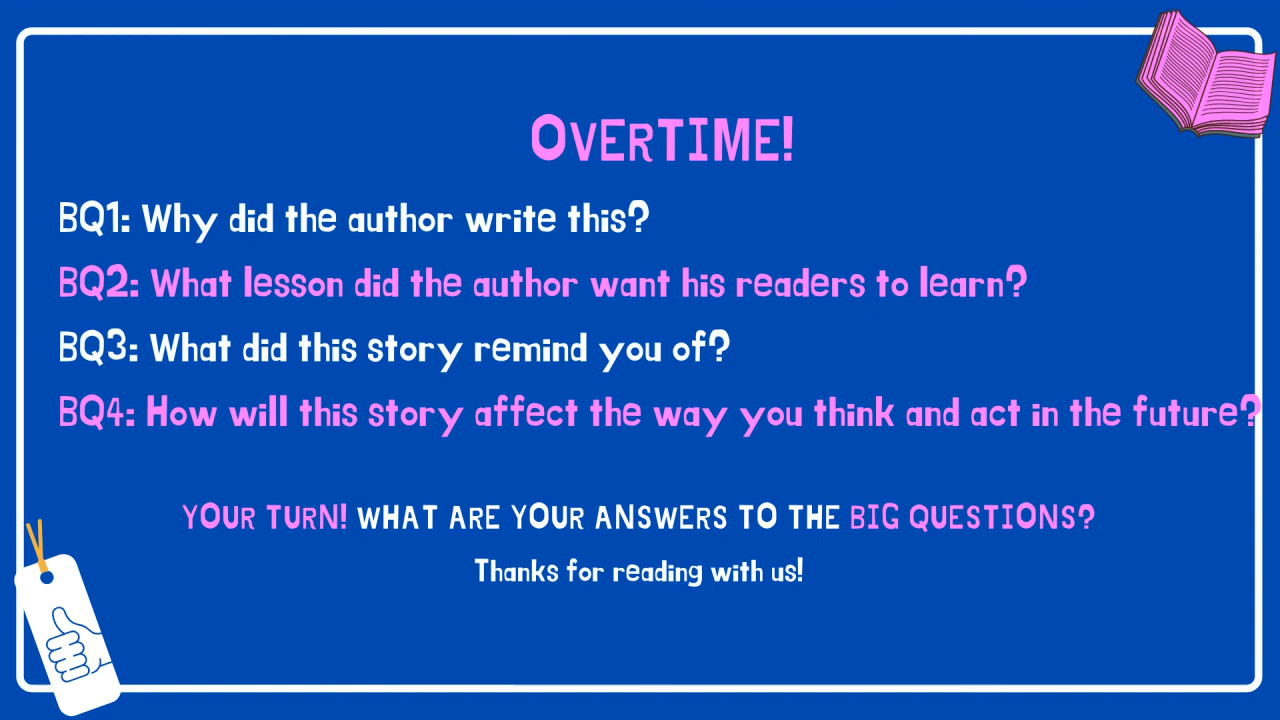 OVERTIME!
BQ1: Why did the author write this?
BQ2: What lesson did the author want his readers to learn?
BQ3: What did this story remind you of?
BQ4: How will this story affect the way you think and act in the future?
YOUR TURN! WHAT ARE YOUR ANSWERS TO THE BIG QUESTIONS?
Thanks for reading with us!